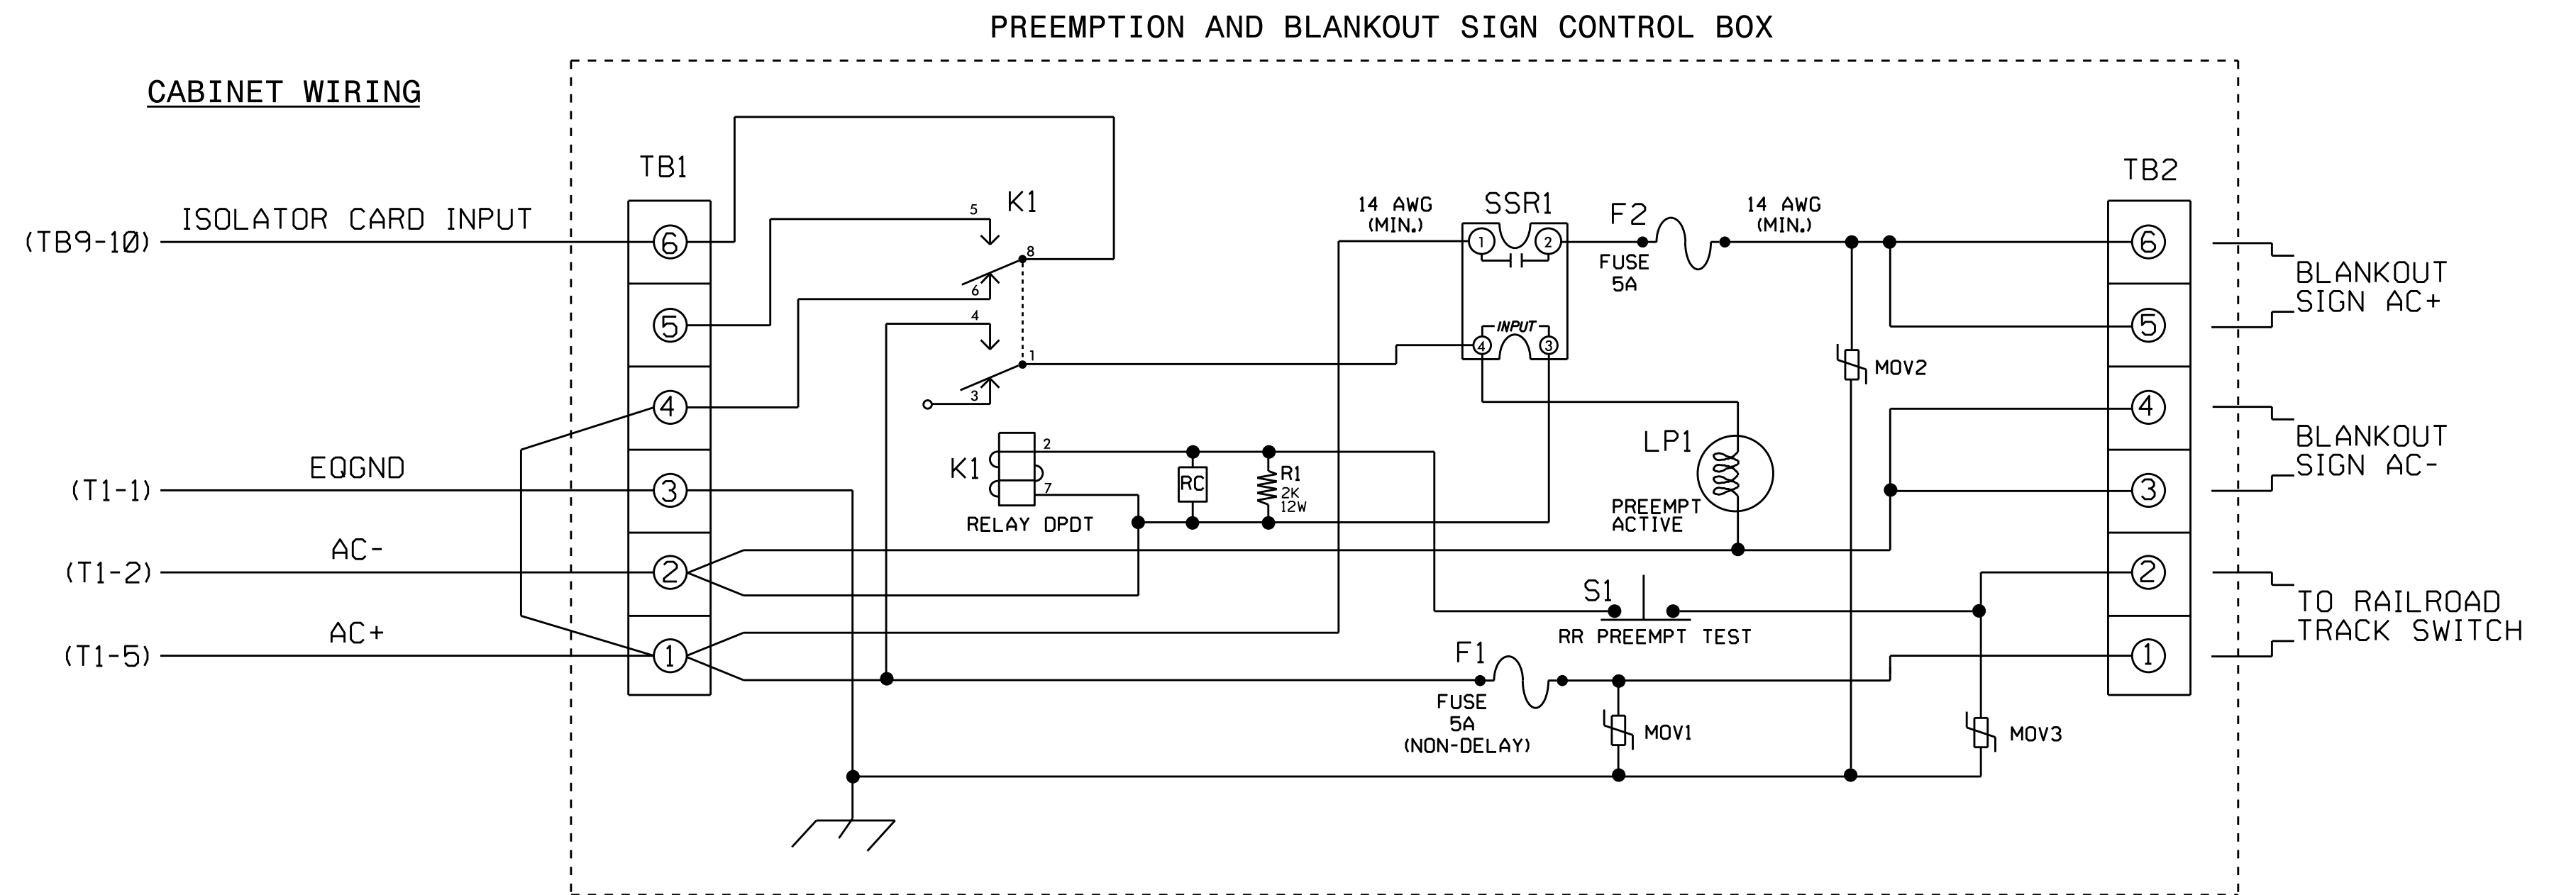 PREEMPTION AND BLANKOUT SIGN CONTROL BOX
CABINET WIRING
TB1
TB2
(TB9-10)
ISOLATOR CARD INPUT
6
5
4
3
2
1
EQGND
(T1-1)
AC-
(T1-2)
AC+
(T1-5)
K1
5
8
6
4
1
3
K1
2
7
RELAY DPDT
RC
R1
2K
12W
14 AWG
(MIN.)
SSR1
1
2
INPUT
4
3
F2
FUSE
5A
14 AWG
(MIN.)
MOV2
LP1
PREEMPT
ACTIVE
S1
RR PREEMPT TEST
F1
FUSE
5A
(NON-DELAY)
MOV1
MOV3
6
5
4
3
2
1
BLANKOUT
SIGN AC+
BLANKOUT
SIGN AC-
TO RAILROAD
TRACK SWITCH